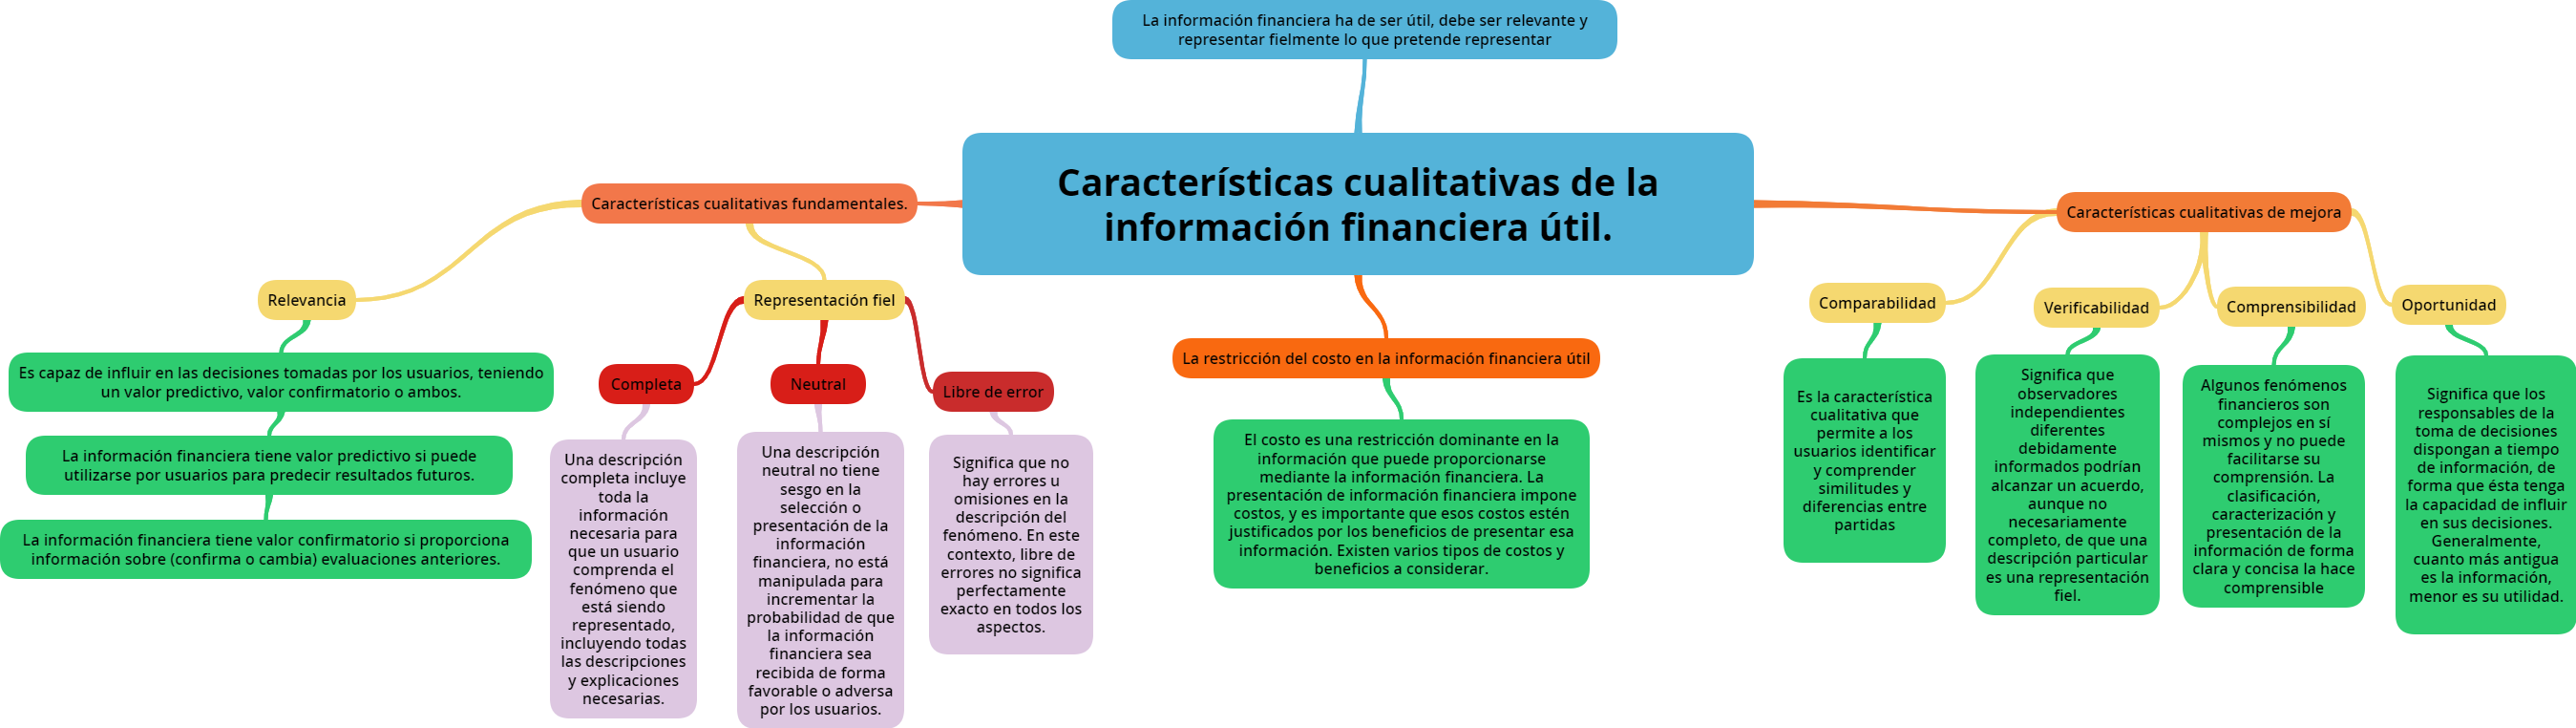 La información financiera ha de ser útil, debe ser relevante y
representar fielmente lo que pretende representar
Características cualitativas de la
información financiera útil.
Características cualitativas fundamentales.
Relevancia
Es capaz de influir en las decisiones tomadas por los usuarios, teniendo
un valor predictivo, valor confirmatorio o ambos.
La información financiera tiene valor predictivo si puede
utilizarse por usuarios para predecir resultados futuros.
La información financiera tiene valor confirmatorio si proporciona
información sobre (confirma o cambia) evaluaciones anteriores.
Representación fiel
Completa
Una descripción
completa incluye
toda la
información
necesaria para
que un usuario
comprenda el
fenómeno que
está siendo
representado,
incluyendo todas
las descripciones
y explicaciones
necesarias.
Neutral
Una descripción
neutral no tiene
sesgo en la
selección o
presentación de la
información
financiera, no está
manipulada para
incrementar la
probabilidad de que
la información
financiera sea
recibida de forma
favorable o adversa
por los usuarios.
Libre de error
Significa que no
hay errores u
omisiones en la
descripción del
fenómeno. En este
contexto, libre de
errores no significa
perfectamente
exacto en todos los
aspectos.
La restricción del costo en la información financiera útil
El costo es una restricción dominante en la
información que puede proporcionarse
mediante la información financiera. La
presentación de información financiera impone
costos, y es importante que esos costos estén
justificados por los beneficios de presentar esa
información. Existen varios tipos de costos y
beneficios a considerar.
Características cualitativas de mejora
Comparabilidad
Es la característica
cualitativa que
permite a los
usuarios identificar
y comprender
similitudes y
diferencias entre
partidas
Verificabilidad
Significa que
observadores
independientes
diferentes
debidamente
informados podrían
alcanzar un acuerdo,
aunque no
necesariamente
completo, de que una
descripción particular
es una representación
fiel.
Comprensibilidad
Algunos fenómenos
financieros son
complejos en sí
mismos y no puede
facilitarse su
comprensión. La
clasificación,
caracterización y
presentación de la
información de forma
clara y concisa la hace
comprensible
Oportunidad
Significa que los
responsables de la
toma de decisiones
dispongan a tiempo
de información, de
forma que ésta tenga
la capacidad de influir
en sus decisiones.
Generalmente,
cuanto más antigua
es la información,
menor es su utilidad.